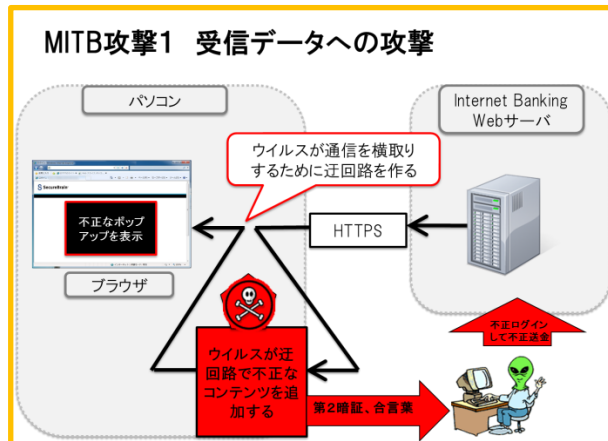 MITB攻撃1 受信データへの攻撃
パソコン
Internet Banking
Webサーバ
ウイルスが通信を横取り
するために迂回路を作る
SecureBrain
不正なポップ
アップを表示
HTTPS
ブラウザ
ウイルスが迂
回路で不正な
コンテンツを追
加する
不正ログイン
して不正送金
第2暗証、合言葉